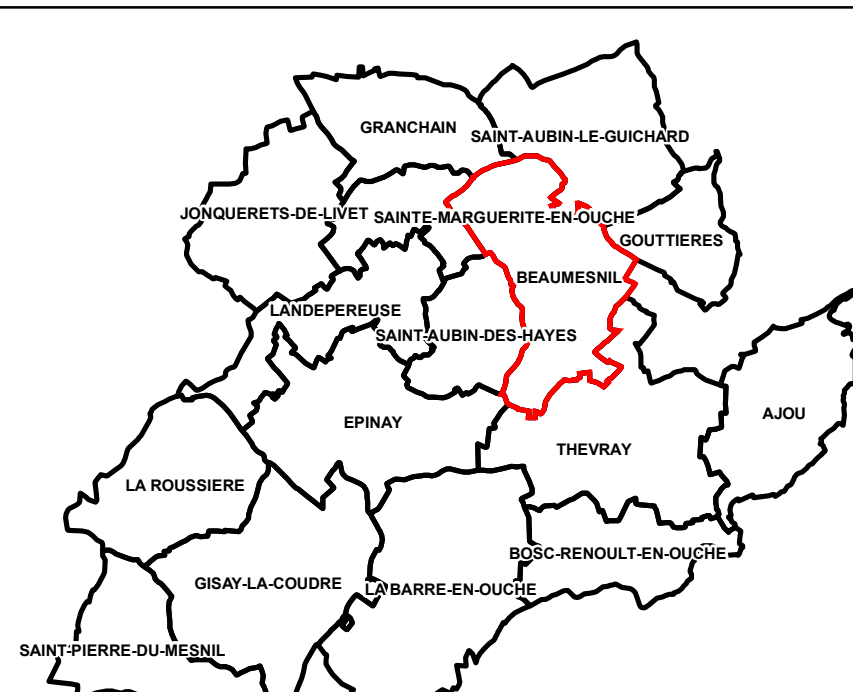 GRANCHAIN
SAINT-AUBIN-LE-GUICHARD
JONQUERETS-DE-LIVET
SAINTE-MARGUERITE-EN-OUCHE
GOUTTIERES
BEAUMESNIL
LANDEPEREUSE
SAINT-AUBIN-DES-HAYES
EPINAY
AJOU
THEVRAY
LA ROUSSIERE
BOSC-RENOULT-EN-OUCHE
GISAY-LA-COUDRE
LA BARRE-EN-OUCHE
SAINT-PIERRE-DU-MESNIL